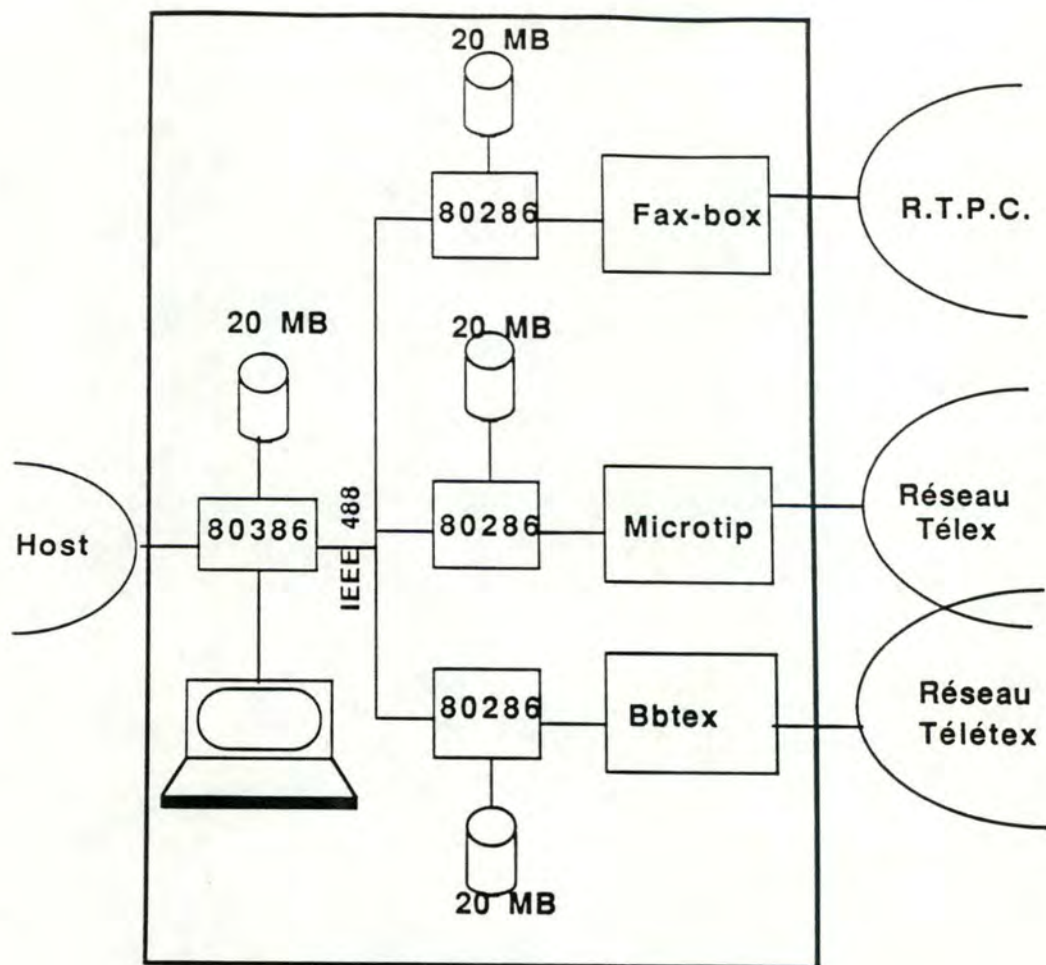 20 MB
80286
Fax-box
R.T.P.C.
20 MB
20 MB
Host
80386
IEEE 488
80286
Microtip
Réseau
Télex
80286
Bbtex
Réseau
Télétex
20 MB